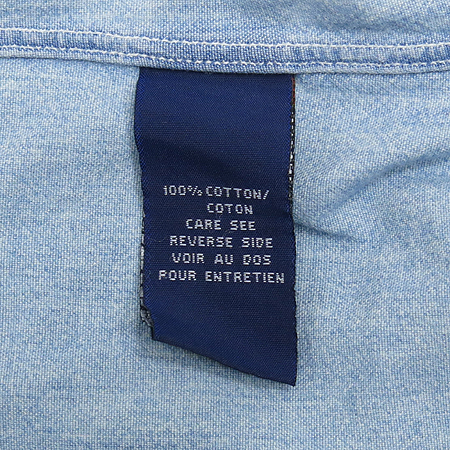 100% COTTON/
COTON
CARE SEE
REVERSE SIDE
VOIR AU DOS
POUR ENTRETIEN